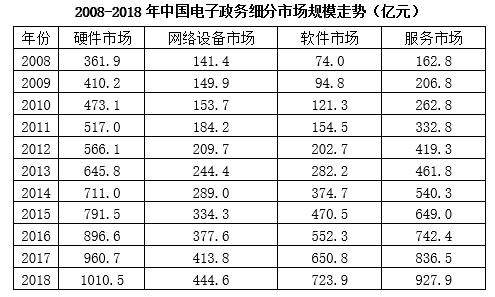 2008-2018 年中国电子政务细分市场规模走势（亿元）
年份 硬件市场 网络设备市场 软件市场 服务市场
2008 361.9 141.4 74.0 162.8
2009 410.2 149.9 94.8 206.8
2010 473.1 153.7 121.3 262.8
2011 517.0 184.2 154.5 332.8
2012 566.1 209.7 202.7 419.3
2013 645.8 244.4 282.2 461.8
2014 711.0 289.0 374.7 540.3
2015 791.5 334.3 470.5 649.0
2016 896.6 377.6 552.3 742.4
2017 960.7 413.8 650.8 836.5
2018 1010.5 444.6 723.9 927.9